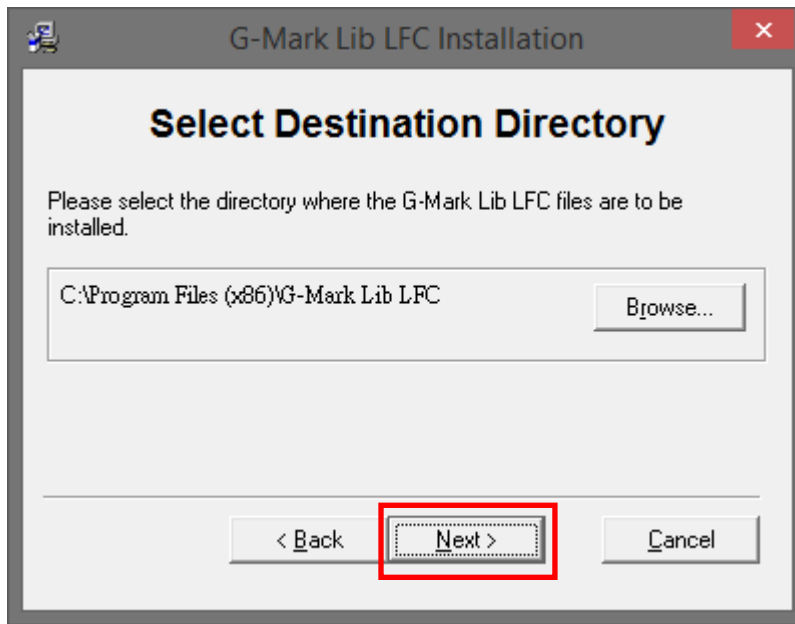 G-Mark Lib LFC Installation
Select Destination Directory
Please select the directory where the G-Mark Lib LFC files are to be
installed.
C:\Program Files (x86)\G-Mark Lib LFC
Browse...
< Back
Next >
Cancel